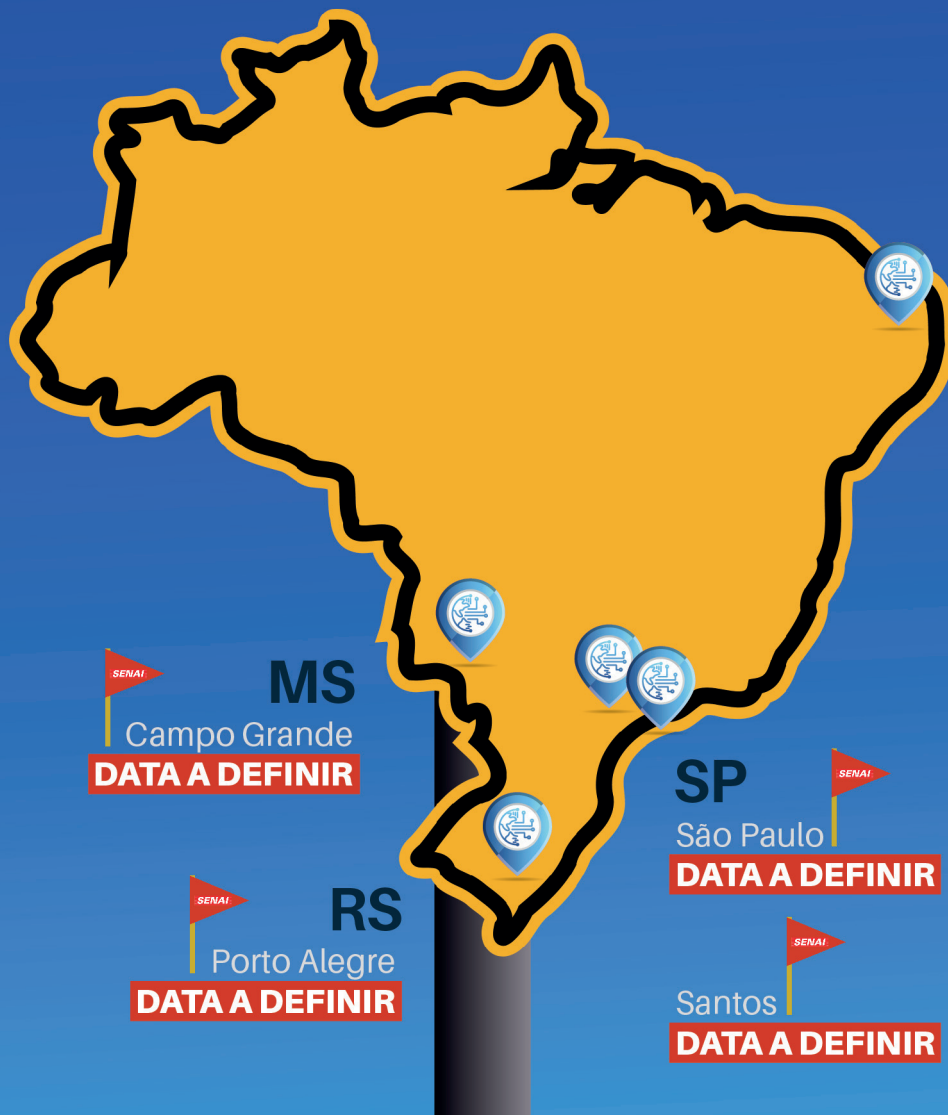 SENAI
MS
Campo Grande
DATA A DEFINIR
SENAI
RS
Porto Alegre
DATA A DEFINIR
SP
SENAI
São Paulo
DATA A DEFINIR
SENAI
Santos
DATA A DEFINIR